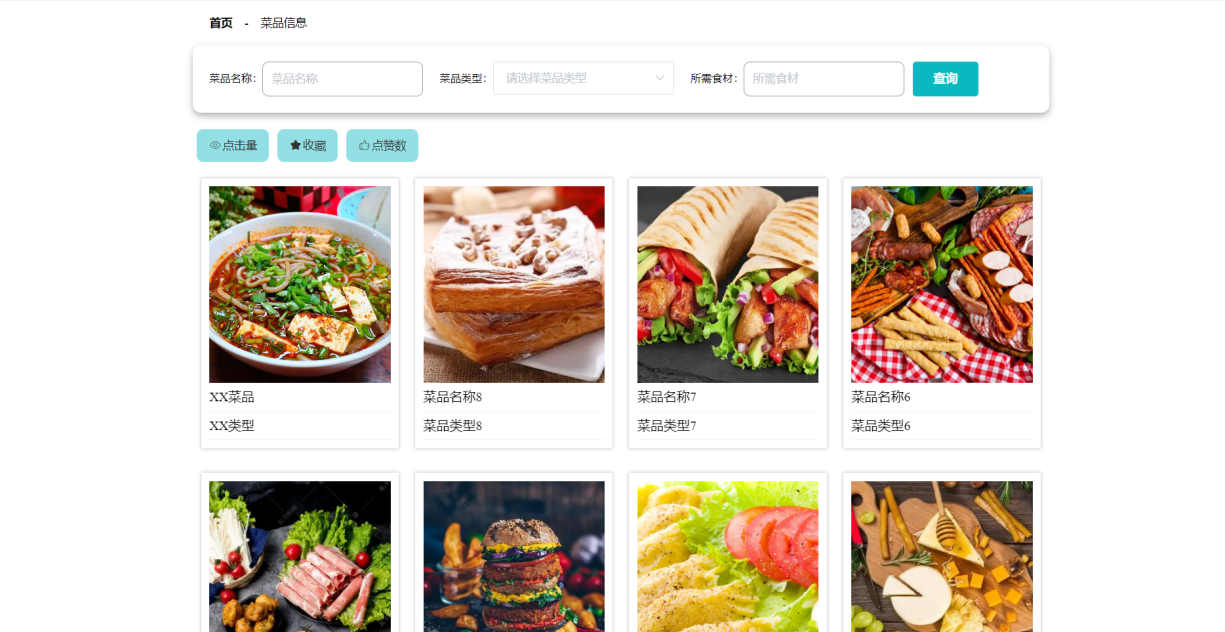 首页 - 菜品信息
菜品名称： 菜品名称 菜品类型： 请选择菜品类型 所需食材： 所需食材 查询
点击量 收藏 点赞数
XX菜品 菜品名称8 菜品名称7 菜品名称6
XX类型 菜品类型8 菜品类型7 菜品类型6